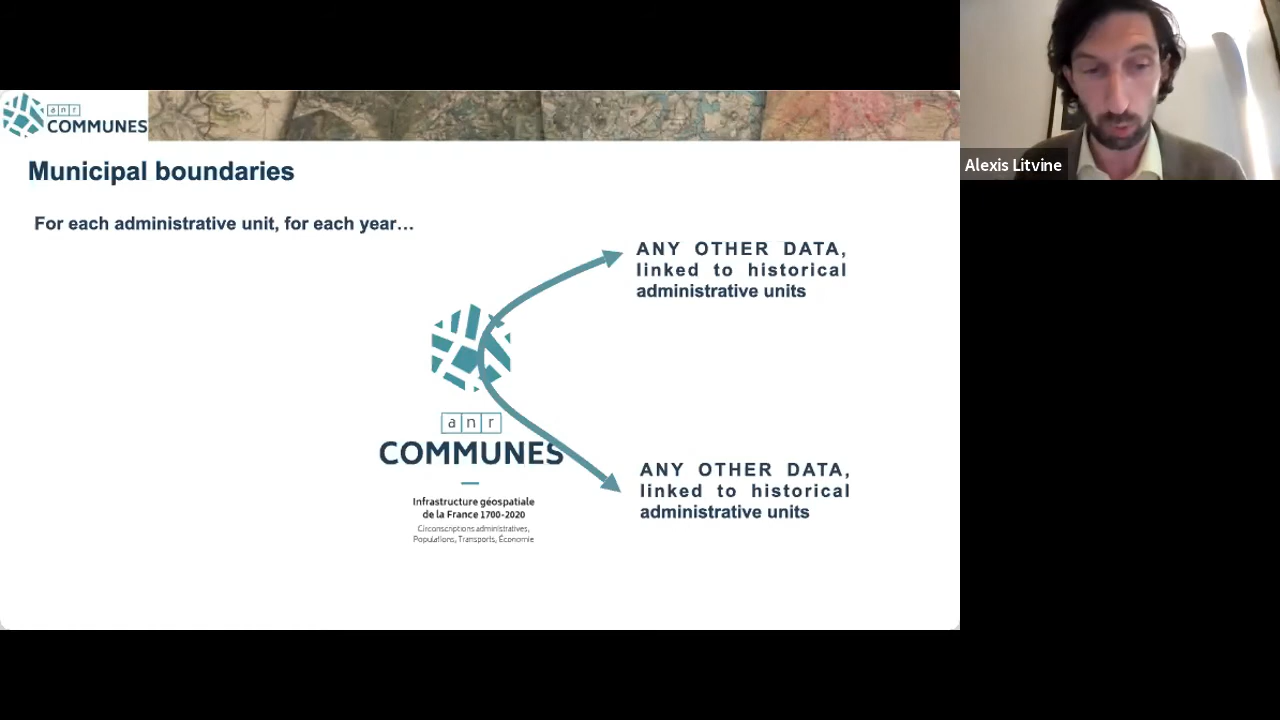 anr
COMMUNES
Municipal boundaries
For each administrative unit, for each year...
ANY OTHER DATA,
linked to historical
administrative units
anr
COMMUNES
Infrastructure géospatiale
de la France 1700-2020
Circonscriptions administratives,
Populations, Transports, Économie
ANY OTHER DATA,
linked to historical
administrative units
Alexis Litvine